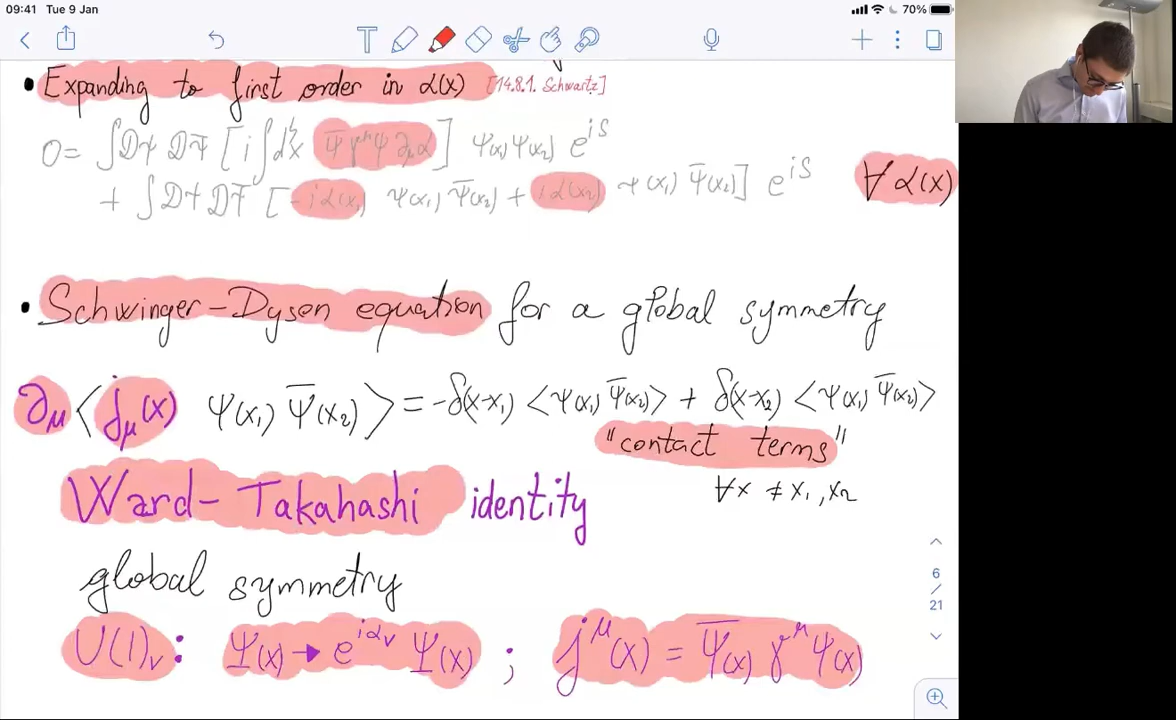 09:41 Tue 9 Jan 70%
• Expanding to first order in α(x) [14.8.1. Schwartz]
0 = ∫DΨ DΨ̄ [i∫d⁴x Ψ̄γ^μΨ ∂_μα] Ψ(x₁)Ψ̄(x₂) e^{iS}
+ ∫DΨ DΨ̄ [-iα(x₁) Ψ(x₁)Ψ̄(x₂) + iα(x₂) Ψ(x₁) Ψ̄(x₂)] e^{iS} ∀α(x)
• Schwinger-Dyson equation for a global symmetry
∂_μ ⟨j_μ(x) Ψ(x₁) Ψ̄(x₂)⟩ = -δ(x-x₁) ⟨Ψ(x₁) Ψ̄(x₂)⟩ + δ(x-x₂) ⟨Ψ(x₁) Ψ̄(x₂)⟩
"contact terms"
∀x ≠ x₁, x₂
Ward-Takahashi identity
global symmetry
U(1)_V : Ψ(x) → e^{iα_V} Ψ(x) ; j^μ(x) = Ψ̄(x) γ^μ Ψ(x)
6
/
21